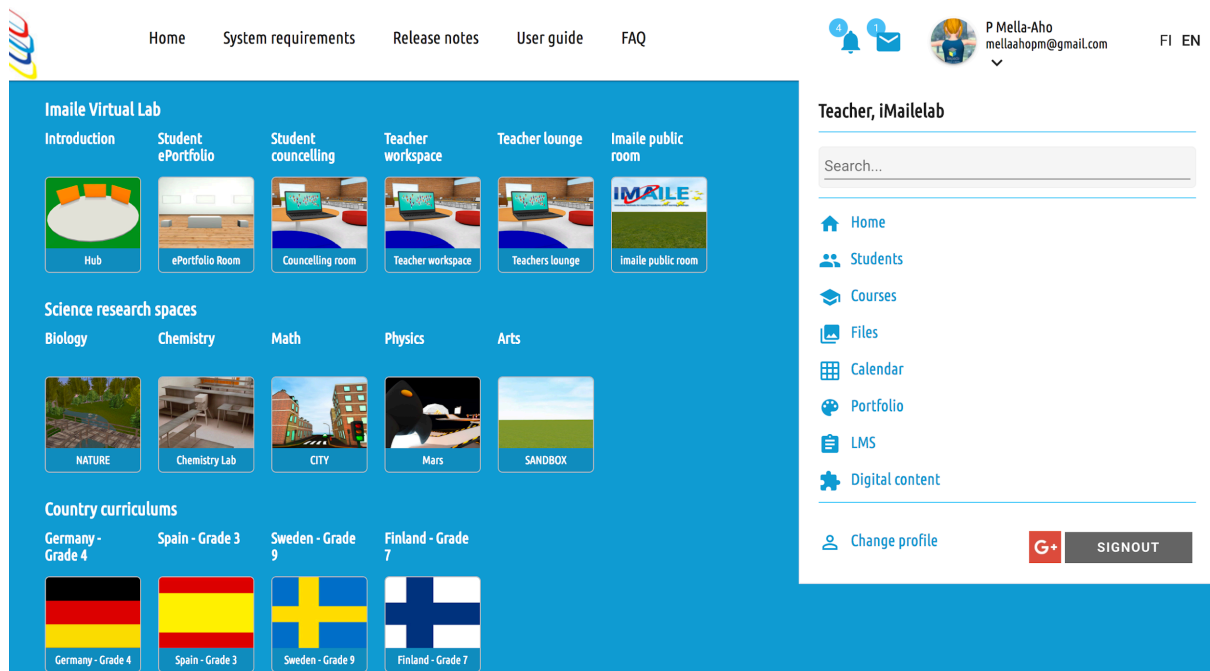 Home System requirements Release notes User guide FAQ
4 1
P Mella-Aho
mellaahopm@gmail.com
FI EN
Imaile Virtual Lab
Introduction Student ePortfolio Student councelling Teacher workspace Teacher lounge Imaile public room
IMAILE
Hub ePortfolio Room Councelling room Teacher workspace Teachers lounge imaile public room
Science research spaces
Biology Chemistry Math Physics Arts
NATURE Chemistry Lab CITY Mars SANDBOX
Country curriculums
Germany - Grade 4 Spain - Grade 3 Sweden - Grade 9 Finland - Grade 7
Germany - Grade 4 Spain - Grade 3 Sweden - Grade 9 Finland - Grade 7
Teacher, iMailelab
Search...
Home
Students
Courses
Files
Calendar
Portfolio
LMS
Digital content
Change profile
G+ SIGNOUT